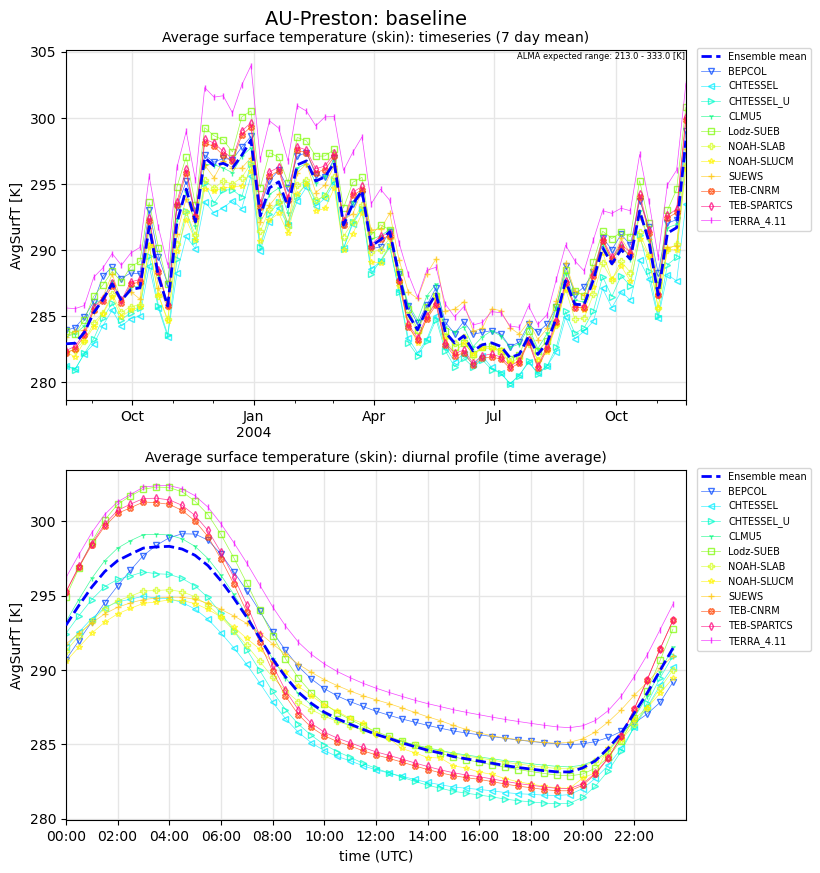 AU-Preston: baseline
Average surface temperature (skin): timeseries (7 day mean)
ALMA expected range: 213.0 - 333.0 [K]
AvgSurfT [K]
305
300
295
290
285
280
Oct
Jan
2004
Apr
Jul
Oct
Ensemble mean
BEPCOL
CHTESSEL
CHTESSEL_U
CLMU5
Lodz-SUEB
NOAH-SLAB
NOAH-SLUCM
SUEWS
TEB-CNRM
TEB-SPARTCS
TERRA_4.11
Average surface temperature (skin): diurnal profile (time average)
AvgSurfT [K]
300
295
290
285
280
00:00 02:00 04:00 06:00 08:00 10:00 12:00 14:00 16:00 18:00 20:00 22:00
time (UTC)
Ensemble mean
BEPCOL
CHTESSEL
CHTESSEL_U
CLMU5
Lodz-SUEB
NOAH-SLAB
NOAH-SLUCM
SUEWS
TEB-CNRM
TEB-SPARTCS
TERRA_4.11